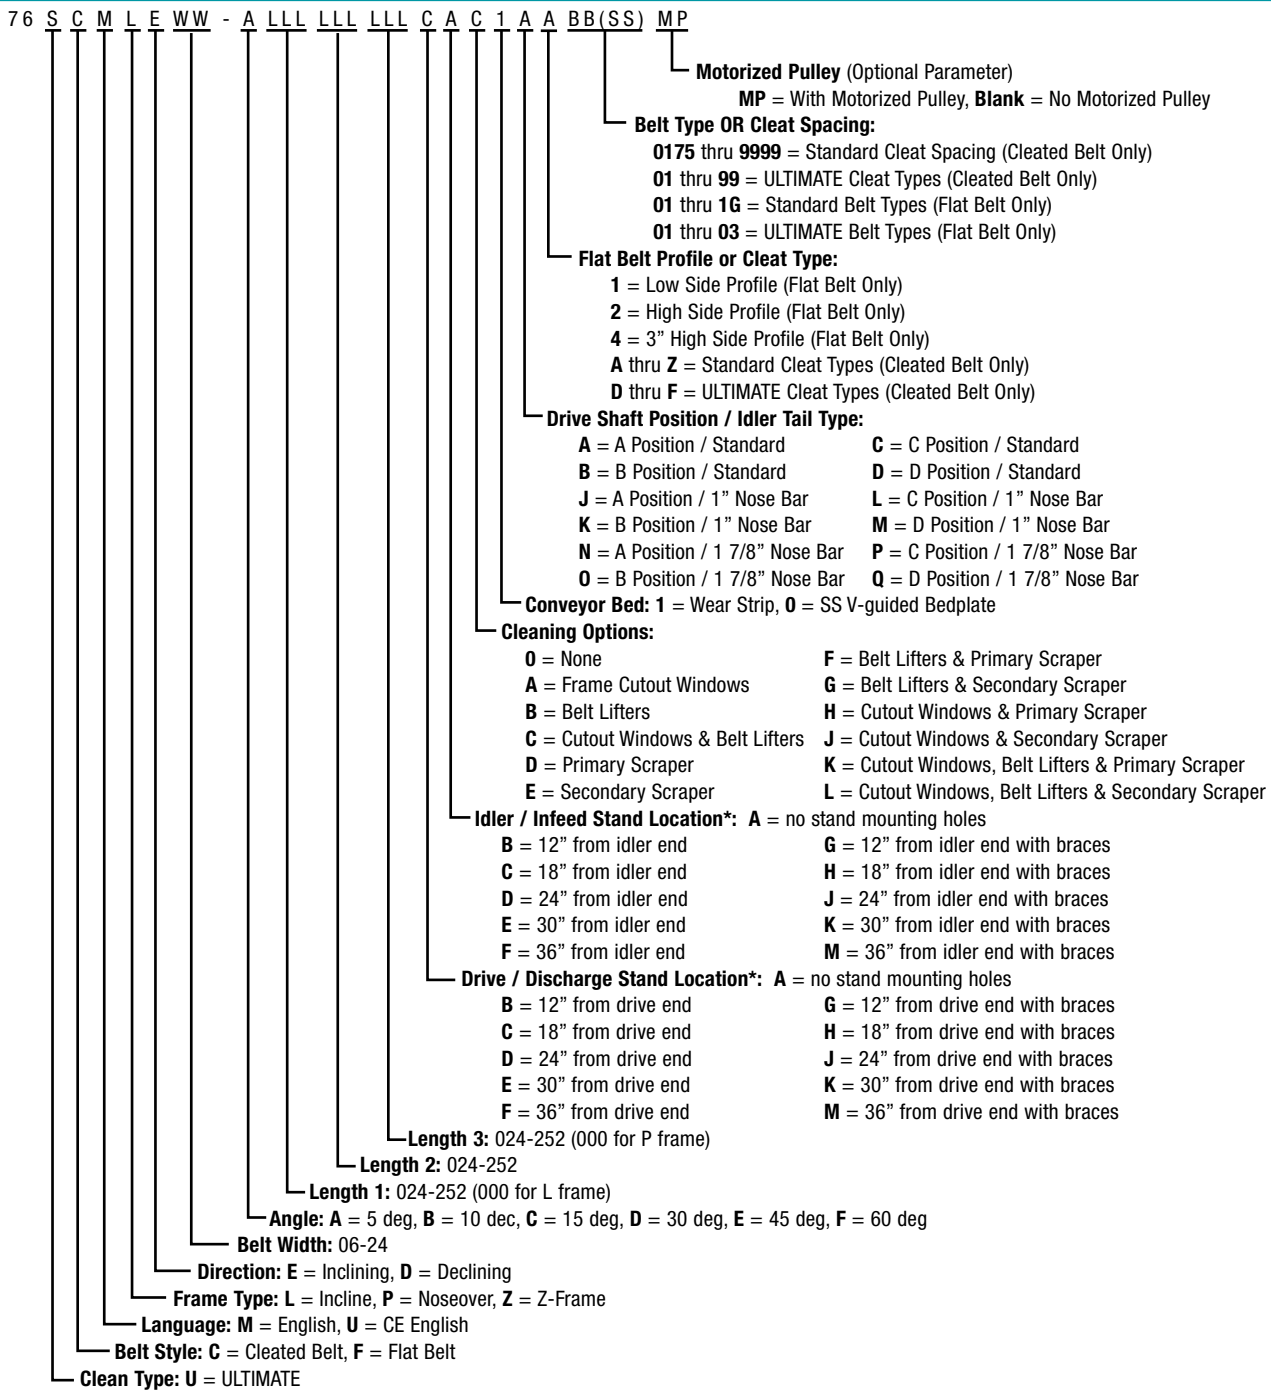 76 S C M L E WW - A LLL LLL LLL C A C 1 A A BB(SS) MP
Motorized Pulley (Optional Parameter)
MP = With Motorized Pulley, Blank = No Motorized Pulley
Belt Type OR Cleat Spacing:
0175 thru 9999 = Standard Cleat Spacing (Cleated Belt Only)
01 thru 99 = ULTIMATE Cleat Types (Cleated Belt Only)
01 thru 1G = Standard Belt Types (Flat Belt Only)
01 thru 03 = ULTIMATE Belt Types (Flat Belt Only)
Flat Belt Profile or Cleat Type:
1 = Low Side Profile (Flat Belt Only)
2 = High Side Profile (Flat Belt Only)
4 = 3” High Side Profile (Flat Belt Only)
A thru Z = Standard Cleat Types (Cleated Belt Only)
D thru F = ULTIMATE Cleat Types (Cleated Belt Only)
Drive Shaft Position / Idler Tail Type:
A = A Position / Standard C = C Position / Standard
B = B Position / Standard D = D Position / Standard
J = A Position / 1” Nose Bar L = C Position / 1” Nose Bar
K = B Position / 1” Nose Bar M = D Position / 1” Nose Bar
N = A Position / 1 7/8” Nose Bar P = C Position / 1 7/8” Nose Bar
O = B Position / 1 7/8” Nose Bar Q = D Position / 1 7/8” Nose Bar
Conveyor Bed: 1 = Wear Strip, 0 = SS V-guided Bedplate
Cleaning Options:
0 = None F = Belt Lifters & Primary Scraper
A = Frame Cutout Windows G = Belt Lifters & Secondary Scraper
B = Belt Lifters H = Cutout Windows & Primary Scraper
C = Cutout Windows & Belt Lifters J = Cutout Windows & Secondary Scraper
D = Primary Scraper K = Cutout Windows, Belt Lifters & Primary Scraper
E = Secondary Scraper L = Cutout Windows, Belt Lifters & Secondary Scraper
Idler / Infeed Stand Location*: A = no stand mounting holes
B = 12” from idler end G = 12” from idler end with braces
C = 18” from idler end H = 18” from idler end with braces
D = 24” from idler end J = 24” from idler end with braces
E = 30” from idler end K = 30” from idler end with braces
F = 36” from idler end M = 36” from idler end with braces
Drive / Discharge Stand Location*: A = no stand mounting holes
B = 12” from drive end G = 12” from drive end with braces
C = 18” from drive end H = 18” from drive end with braces
D = 24” from drive end J = 24” from drive end with braces
E = 30” from drive end K = 30” from drive end with braces
F = 36” from drive end M = 36” from drive end with braces
Length 3: 024-252 (000 for P frame)
Length 2: 024-252
Length 1: 024-252 (000 for L frame)
Angle: A = 5 deg, B = 10 dec, C = 15 deg, D = 30 deg, E = 45 deg, F = 60 deg
Belt Width: 06-24
Direction: E = Inclining, D = Declining
Frame Type: L = Incline, P = Noseover, Z = Z-Frame
Language: M = English, U = CE English
Belt Style: C = Cleated Belt, F = Flat Belt
Clean Type: U = ULTIMATE